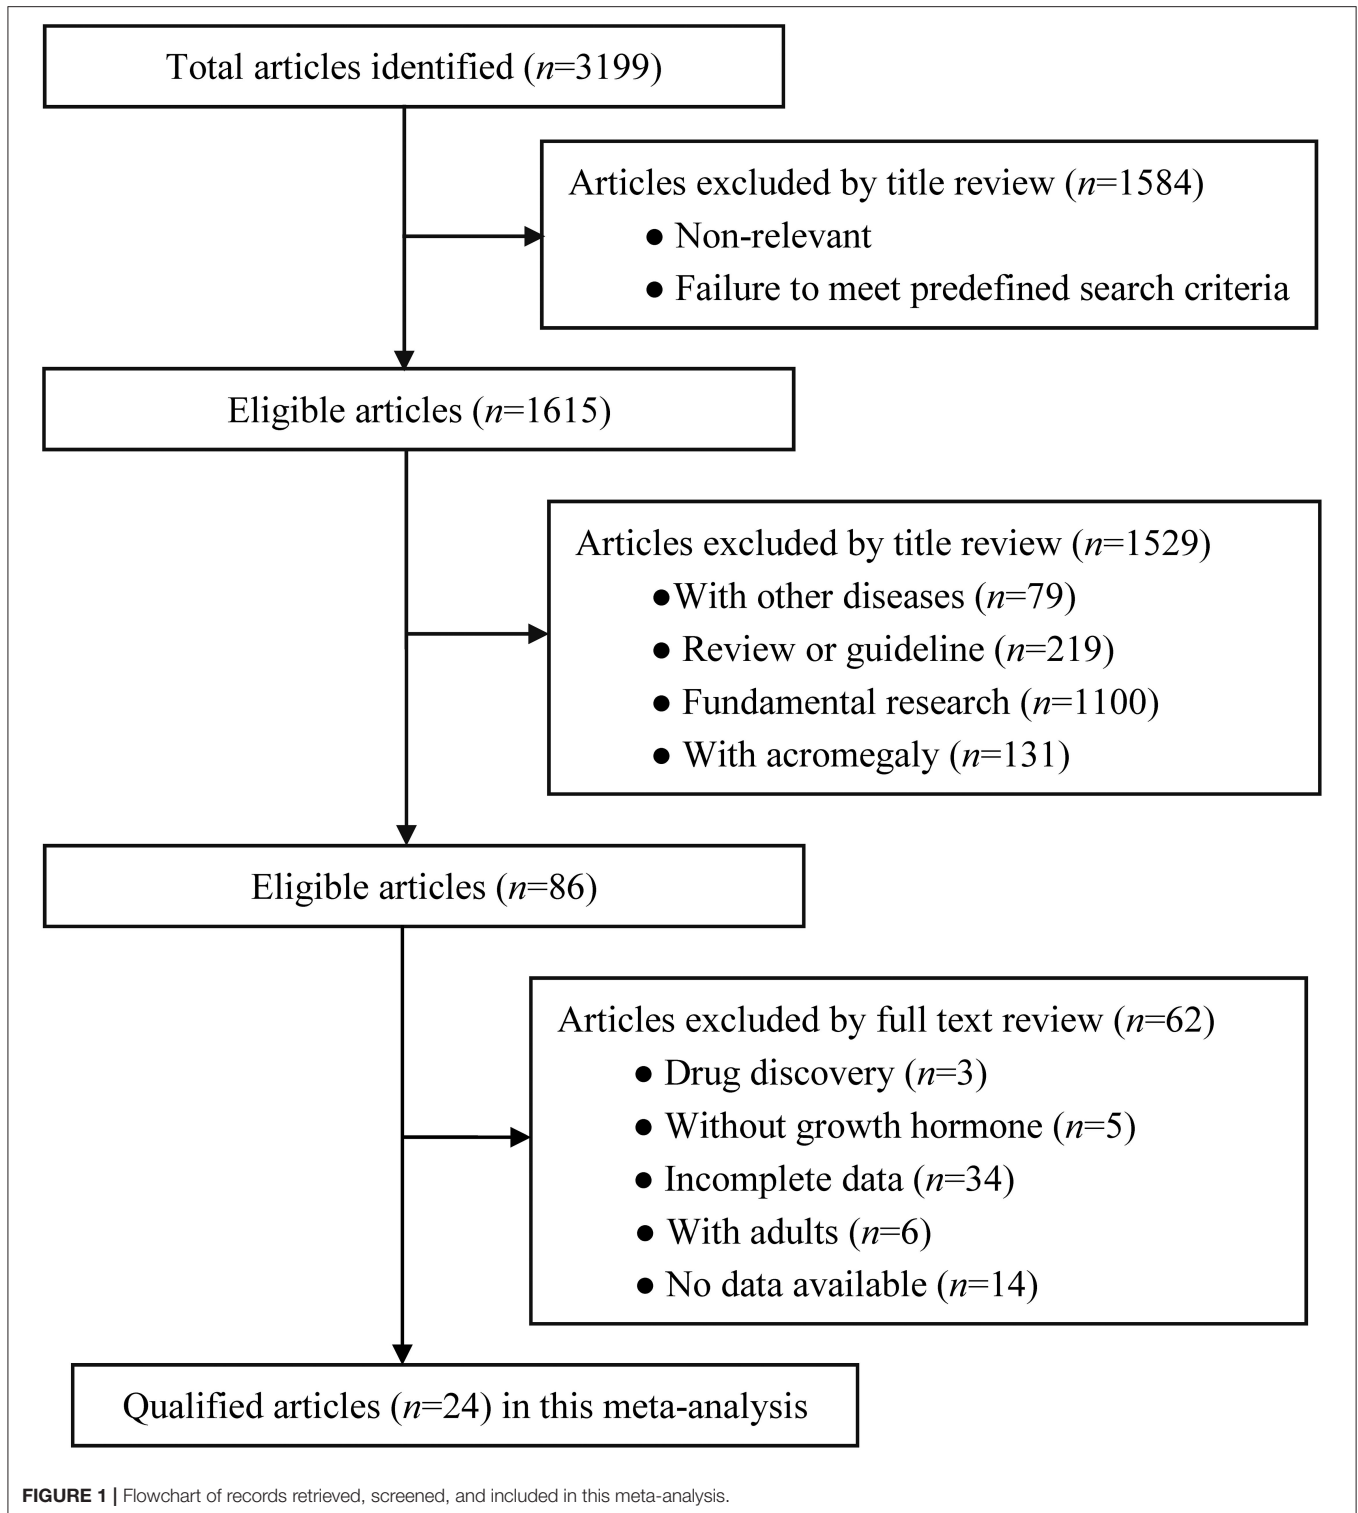 Total articles identified (n=3199)
Articles excluded by title review (n=1584)
● Non-relevant
● Failure to meet predefined search criteria
Eligible articles (n=1615)
Articles excluded by title review (n=1529)
●With other diseases (n=79)
● Review or guideline (n=219)
● Fundamental research (n=1100)
● With acromegaly (n=131)
Eligible articles (n=86)
Articles excluded by full text review (n=62)
● Drug discovery (n=3)
● Without growth hormone (n=5)
● Incomplete data (n=34)
● With adults (n=6)
● No data available (n=14)
Qualified articles (n=24) in this meta-analysis
FIGURE 1 | Flowchart of records retrieved, screened, and included in this meta-analysis.